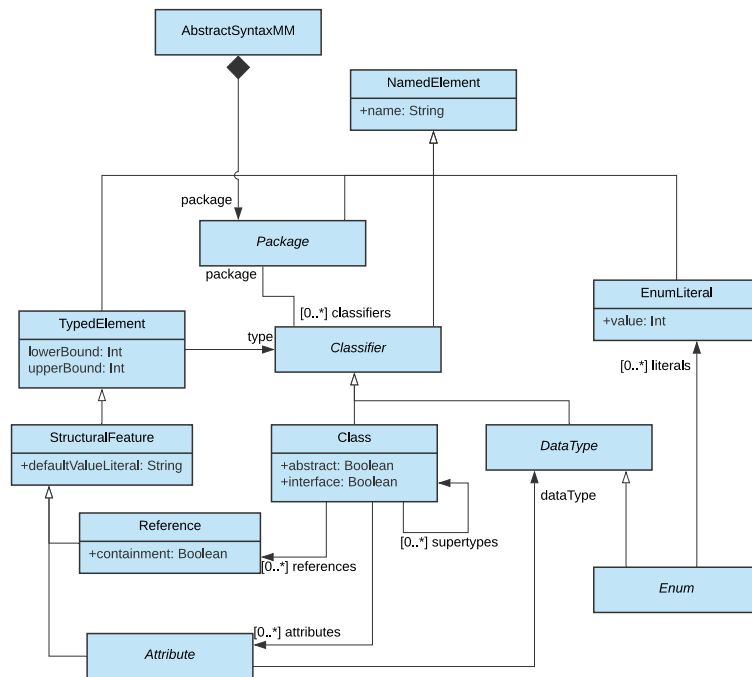 AbstractSyntaxMM
NamedElement
+name: String
package
Package
package
[0..*] classifiers
EnumLiteral
+value: Int
TypedElement
lowerBound: Int
upperBound: Int
type
Classifier
[0..*] literals
StructuralFeature
+defaultValueLiteral: String
Class
+abstract: Boolean
+interface: Boolean
DataType
dataType
Reference
+containment: Boolean
[0..*] supertypes
[0..*] references
Enum
[0..*] attributes
Attribute